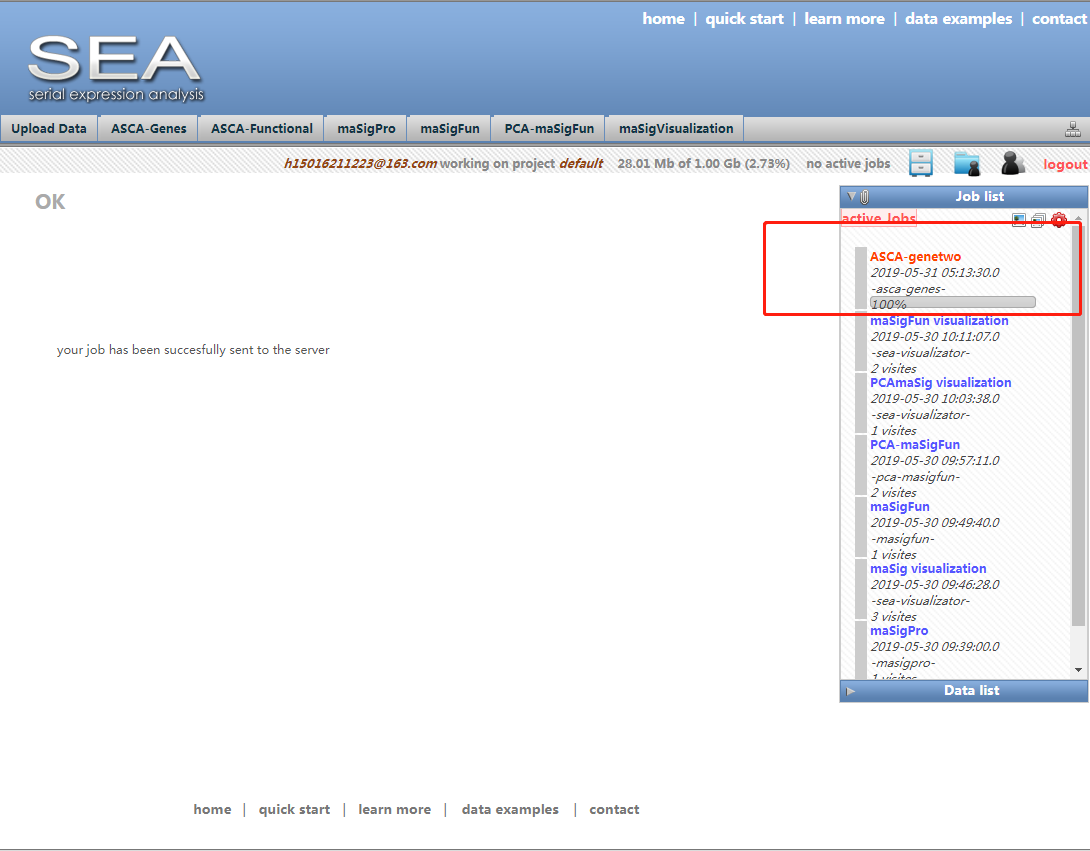 home | quick start | learn more | data examples | contact
SEA
serial expression analysis
Upload Data ASCA-Genes ASCA-Functional maSigPro maSigFun PCA-maSigFun maSigVisualization
h15016211223@163.com working on project default 28.01 Mb of 1.00 Gb (2.73%) no active jobs logout
OK
your job has been succesfully sent to the server
Job list
active Jobs
ASCA-genetwo
2019-05-31 05:13:30.0
-asca-genes-
100%
maSigFun visualization
2019-05-30 10:11:07.0
-sea-visualizator-
2 visites
PCAmaSig visualization
2019-05-30 10:03:38.0
-sea-visualizator-
1 visites
PCA-maSigFun
2019-05-30 09:57:11.0
-pca-masigfun-
2 visites
maSigFun
2019-05-30 09:49:40.0
-masigfun-
1 visites
maSig visualization
2019-05-30 09:46:28.0
-sea-visualizator-
3 visites
maSigPro
2019-05-30 09:39:00.0
-masigpro-
1 visites
Data list
home | quick start | learn more | data examples | contact